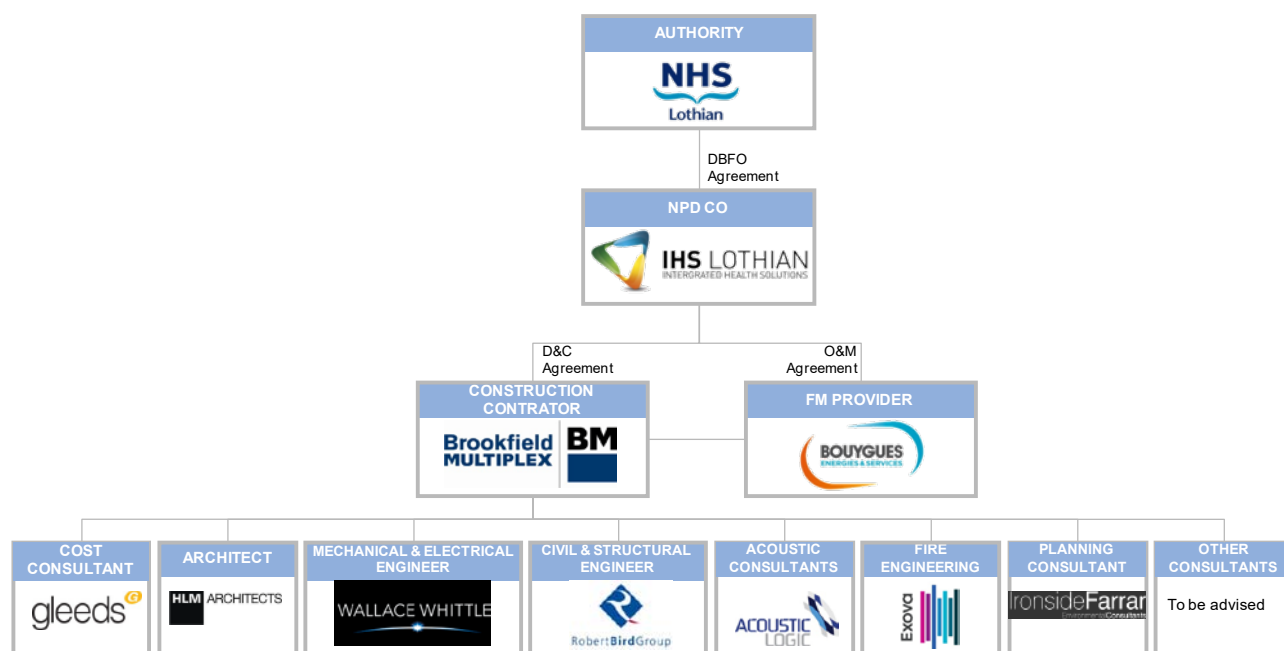 AUTHORITY
NHS
Lothian
DBFO
Agreement
NPD CO
IHS LOTHIAN
INTERGRATED HEALTH SOLUTIONS
D&C
Agreement
O&M
Agreement
CONSTRUCTION
CONTRATOR
Brookfield
MULTIPLEX
BM
FM PROVIDER
BOUYGUES
ENERGIES & SERVICES
COST
CONSULTANT
gleeds G
ARCHITECT
HLM ARCHITECTS
MECHANICAL & ELECTRICAL
ENGINEER
WALLACE WHITTLE
CIVIL & STRUCTURAL
ENGINEER
RobertBirdGroup
ACOUSTIC
CONSULTANTS
ACOUSTIC
LOGIC
FIRE
ENGINEERING
Exova
PLANNING
CONSULTANT
IronsideFarrar
EnvironmentalConsultants
OTHER
CONSULTANTS
To be advised